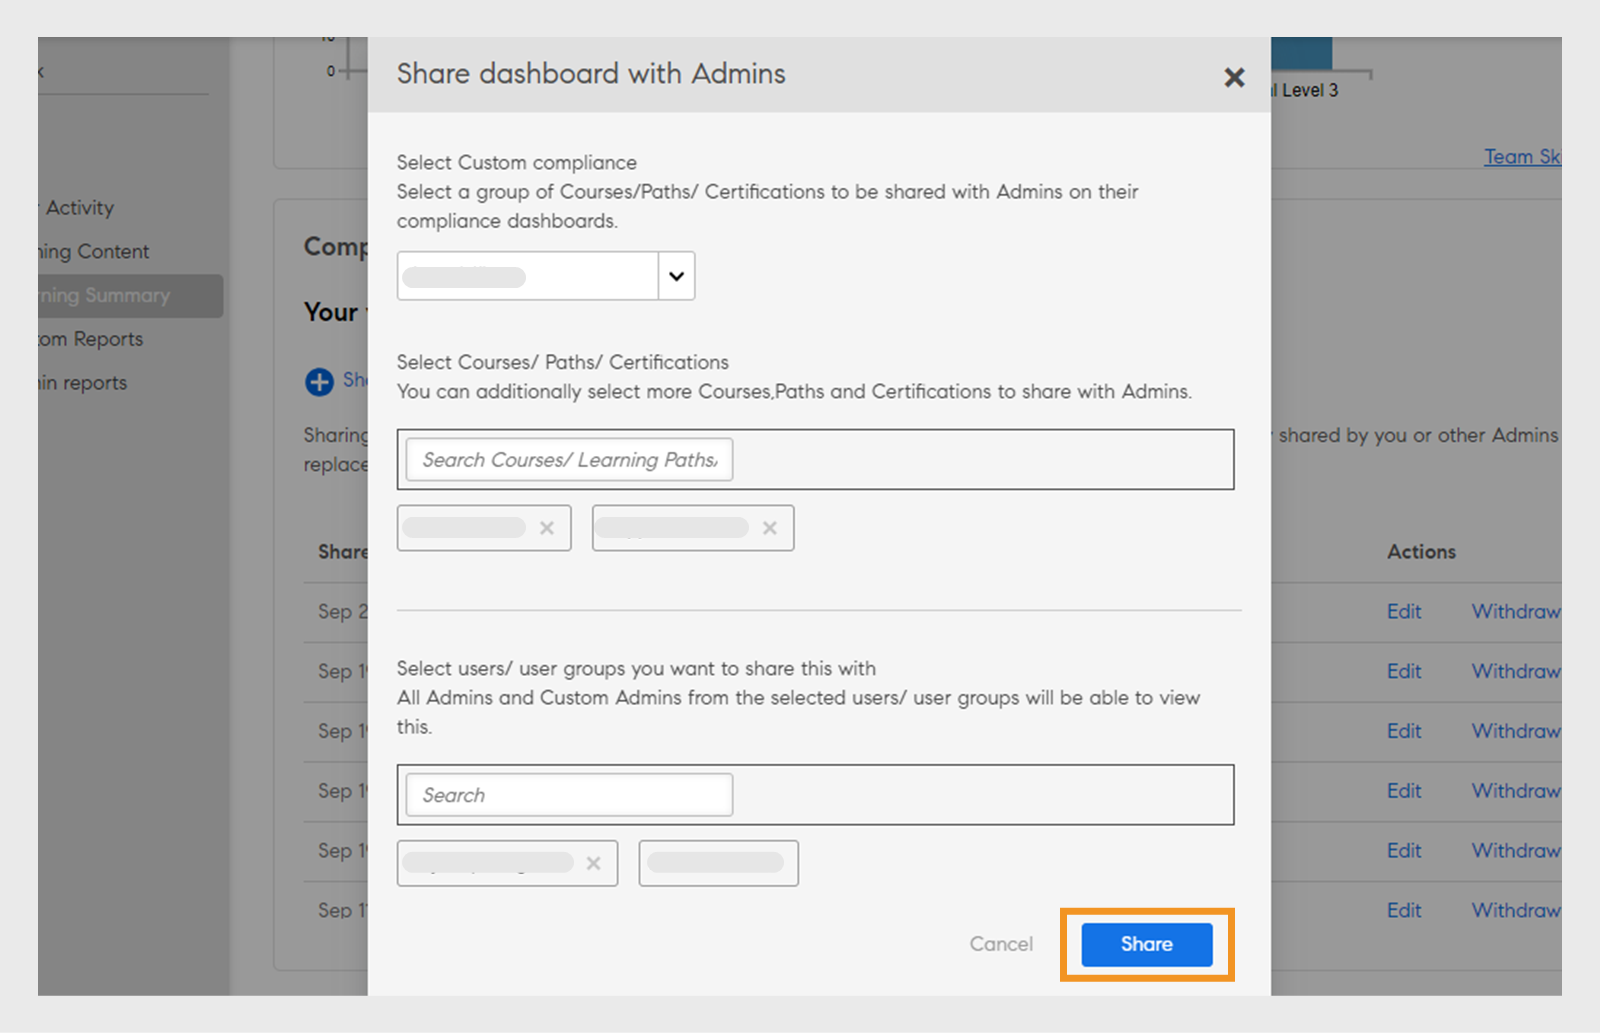 0
Share dashboard with Admins
l Level 3
Select Custom compliance
Team Sk
Select a group of Courses/Paths/ Certifications to be shared with Admins on their
compliance dashboards.
Activity
ing Content
ning Summary
om Reports
in reports
Comp
Your
Sh
Select Courses/ Paths/ Certifications
You can additionally select more Courses,Paths and Certifications to share with Admins.
Sharing
shared by you or other Admins
replace
Search Courses/ Learning Paths/
Share
Actions
Sep 2
Edit Withdraw
Select users/ user groups you want to share this with
Sep 1
Edit Withdraw
All Admins and Custom Admins from the selected users/ user groups will be able to view
this.
Sep 1
Edit Withdraw
Search
Sep 1
Edit Withdraw
Sep 1
Edit Withdraw
Sep 1
Edit Withdraw
Cancel Share